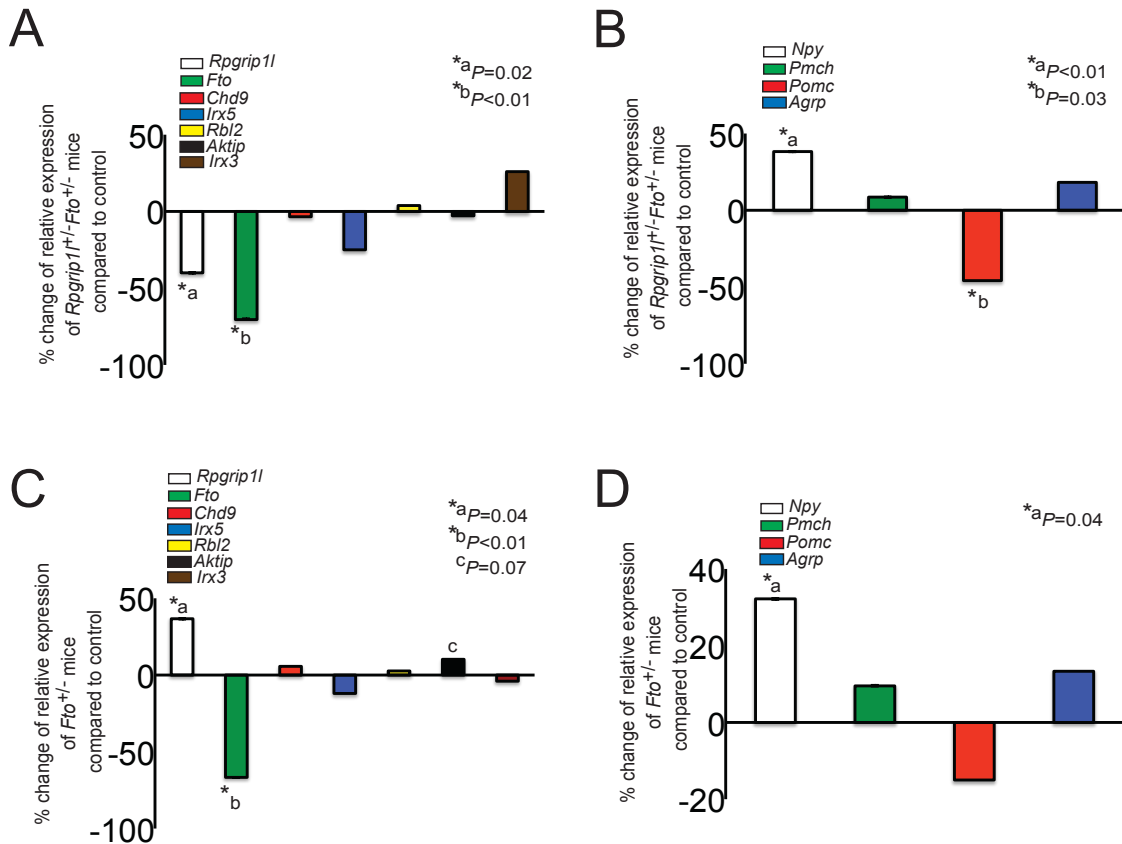 A
Rpgrip1l
Fto
Chd9
Irx5
Rbl2
Aktip
Irx3
*aP=0.02
*bP<0.01
% change of relative expression
of Rpgrip1l+/-Fto+/- mice
compared to control
50
0
-50
-100
*a
*b
B
Npy
Pmch
Pomc
Agrp
*aP<0.01
*bP=0.03
% change of relative expression
of Rpgrip1l+/-Fto+/- mice
compared to control
50
0
-50
-100
*a
*b
C
Rpgrip1l
Fto
Chd9
Irx5
Rbl2
Aktip
Irx3
*aP=0.04
*bP<0.01
cP=0.07
% change of relative expression
of Fto+/- mice
compared to control
50
0
-50
-100
*a
*b
c
D
Npy
Pmch
Pomc
Agrp
*aP=0.04
% change of relative expression
of Fto+/- mice
compared to control
40
20
0
-20
*a